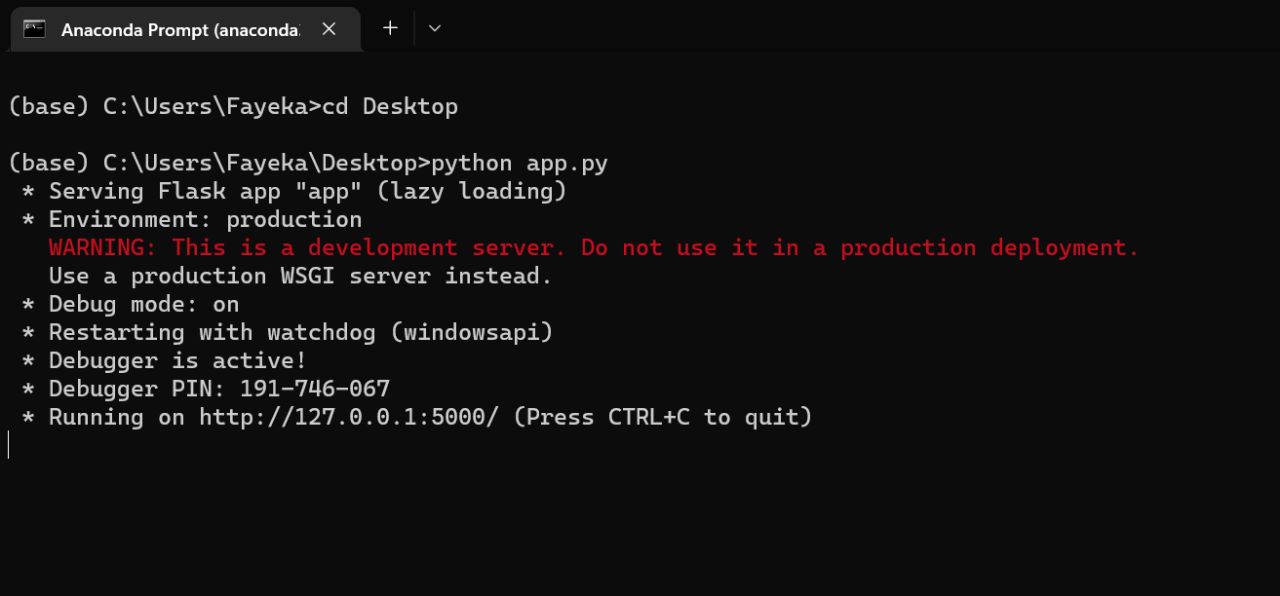 Anaconda Prompt (anaconda
(base) C:\Users\Fayeka>cd Desktop
(base) C:\Users\Fayeka\Desktop>python app.py
* Serving Flask app "app" (lazy loading)
* Environment: production
WARNING: This is a development server. Do not use it in a production deployment.
Use a production WSGI server instead.
* Debug mode: on
* Restarting with watchdog (windowsapi)
* Debugger is active!
* Debugger PIN: 191-746-067
* Running on http://127.0.0.1:5000/ (Press CTRL+C to quit)